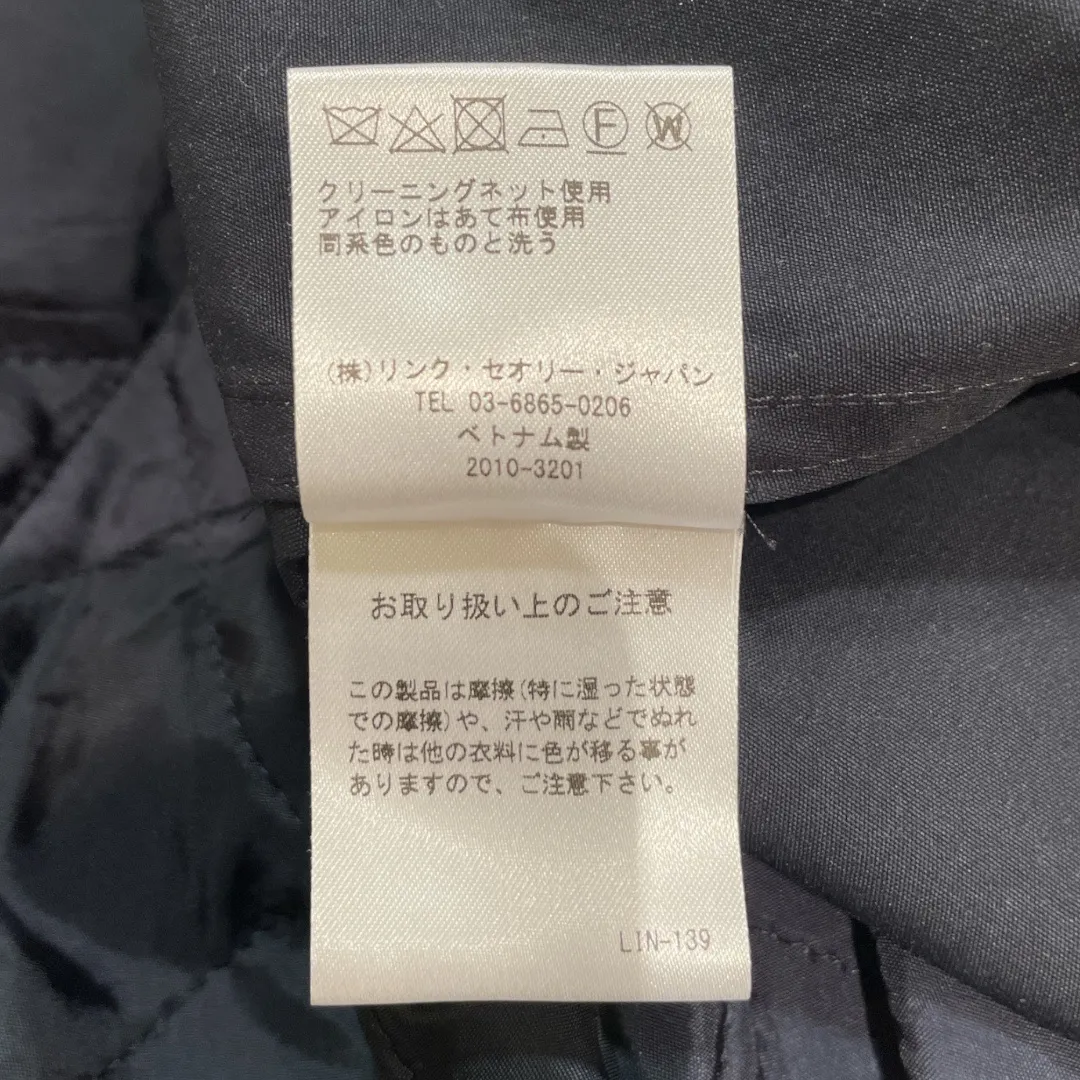 F W
クリーニングネット使用
アイロンはあて布使用
同系色のものと洗う
(株)リンク・セオリー・ジャパン
TEL 03-6865-0206
ベトナム製
2010-3201
お取り扱い上のご注意
この製品は摩擦(特に湿った状態
での摩擦)や、汗や雨などでぬれ
た時は他の衣料に色が移る事が
ありますので、ご注意下さい。
LIN-139